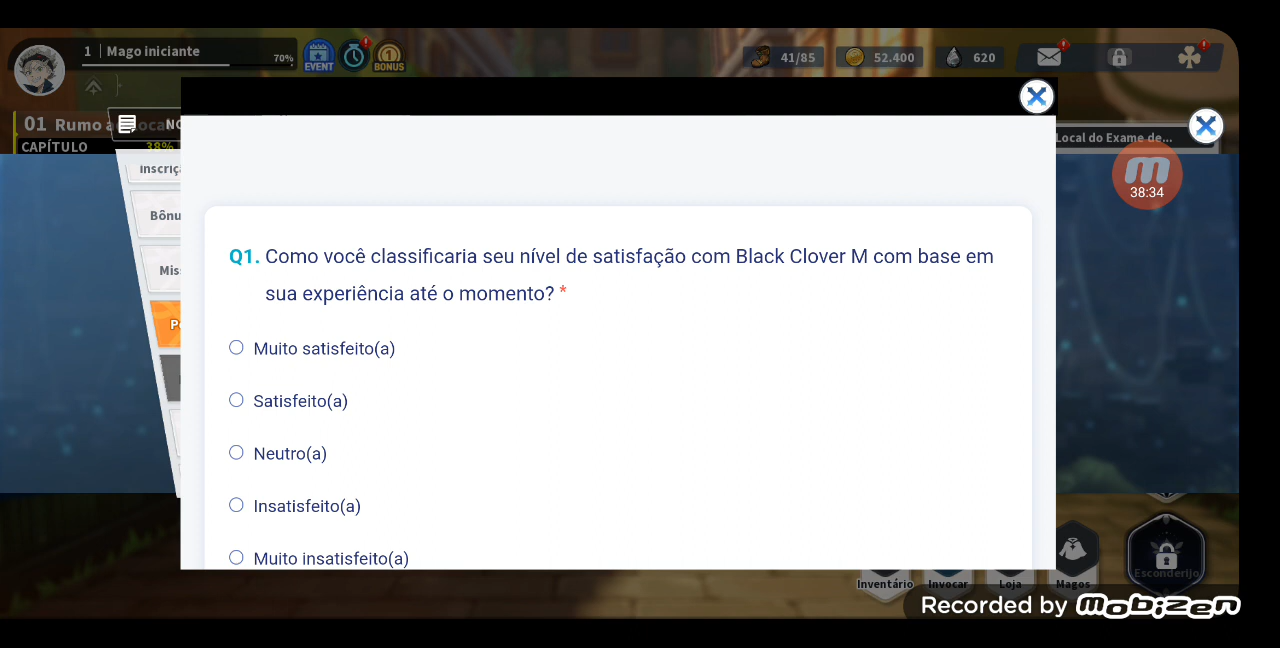 1 | Mago iniciante
70%
EVENT
BONUS
41/85
52.400
620
01 Rumo a
CAPÍTULO 38%
Local do Exame de...
38:34
Bônu
Q1. Como você classificaria seu nível de satisfação com Black Clover M com base em
sua experiência até o momento? *
Muito satisfeito(a)
Satisfeito(a)
Neutro(a)
Insatisfeito(a)
Muito insatisfeito(a)
Inventário
Invocar
Loja
Magos
Esconderijo
Recorded by Mobizen